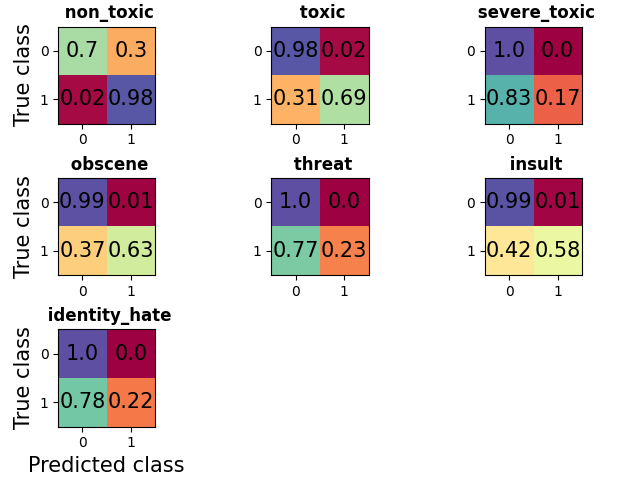 non_toxic toxic severe_toxic
True class 0 0.7 0.3 0 0.98 0.02 0 1.0 0.0
1 0.02 0.98 1 0.31 0.69 1 0.83 0.17
0 1 0 1 0 1
obscene threat insult
True class 0 0.99 0.01 0 1.0 0.0 0 0.99 0.01
1 0.37 0.63 1 0.77 0.23 1 0.42 0.58
0 1 0 1 0 1
identity_hate
True class 0 1.0 0.0
1 0.78 0.22
0 1
Predicted class